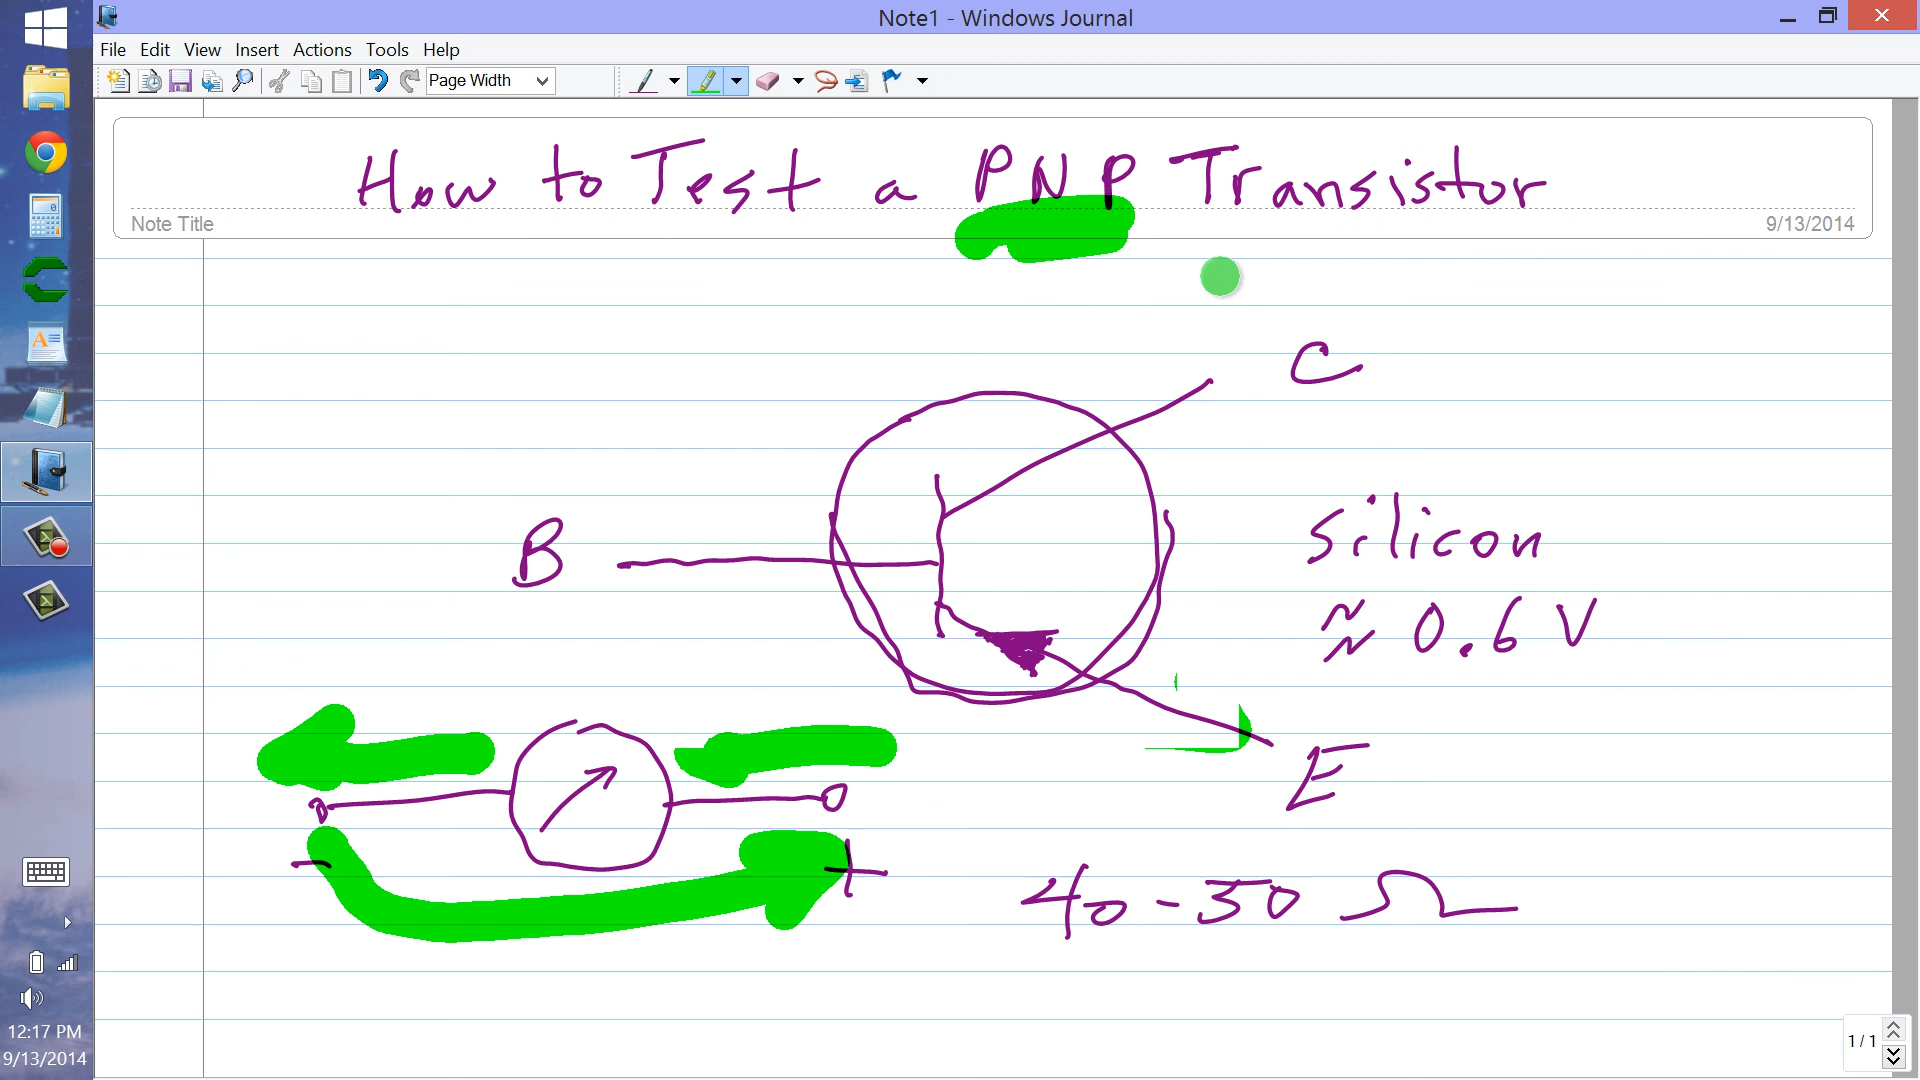 Note1 - Windows Journal
File Edit View Insert Actions Tools Help
Page Width
How to Test a PNP Transistor
Note Title
9/13/2014
C
B
Silicon
≈ 0.6 V
E
- +
40-50 Ω
12:17 PM
9/13/2014
1 / 1